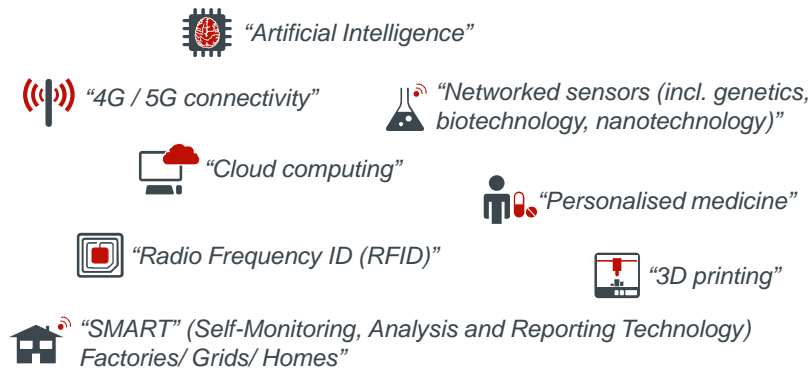 “Artificial Intelligence”
“4G / 5G connectivity”
“Networked sensors (incl. genetics,
biotechnology, nanotechnology)”
“Cloud computing”
“Personalised medicine”
“Radio Frequency ID (RFID)”
“3D printing”
“SMART” (Self-Monitoring, Analysis and Reporting Technology)
Factories/ Grids/ Homes”